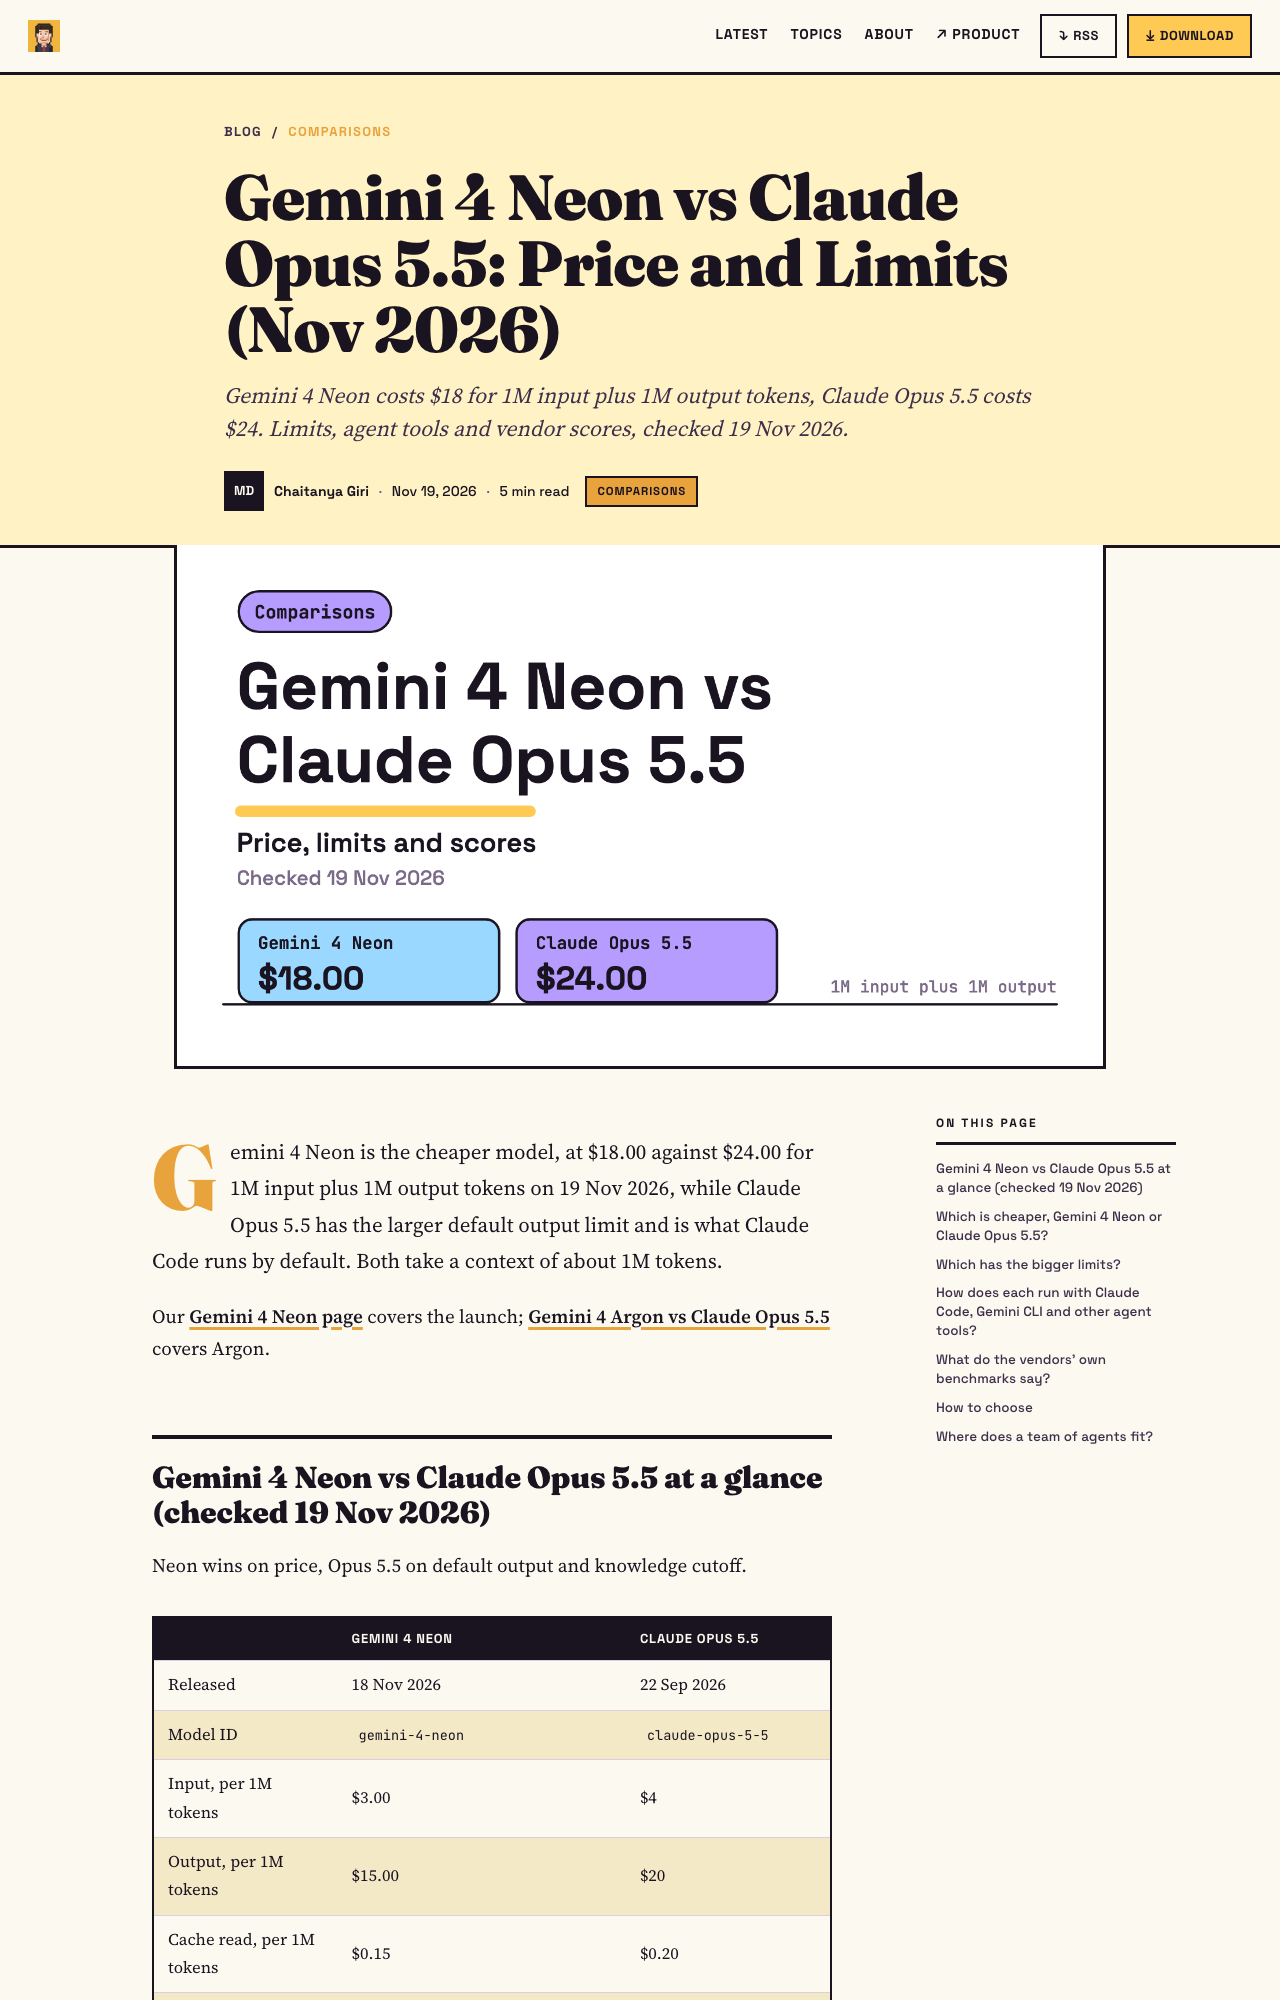 LATEST TOPICS ABOUT ↗ PRODUCT ⤵ RSS ⤓ DOWNLOAD
BLOG / COMPARISONS
Gemini 4 Neon vs Claude
Opus 5.5: Price and Limits
(Nov 2026)
Gemini 4 Neon costs $18 for 1M input plus 1M output tokens, Claude Opus 5.5 costs
$24. Limits, agent tools and vendor scores, checked 19 Nov 2026.
MD Chaitanya Giri · Nov 19, 2026 · 5 min read COMPARISONS
Comparisons
Gemini 4 Neon vs
Claude Opus 5.5
Price, limits and scores
Checked 19 Nov 2026
Gemini 4 Neon
$18.00
Claude Opus 5.5
$24.00
1M input plus 1M output
Gemini 4 Neon is the cheaper model, at $18.00 against $24.00 for
1M input plus 1M output tokens on 19 Nov 2026, while Claude
Opus 5.5 has the larger default output limit and is what Claude
Code runs by default. Both take a context of about 1M tokens.
Our Gemini 4 Neon page covers the launch; Gemini 4 Argon vs Claude Opus 5.5
covers Argon.
ON THIS PAGE
Gemini 4 Neon vs Claude Opus 5.5 at
a glance (checked 19 Nov 2026)
Which is cheaper, Gemini 4 Neon or
Claude Opus 5.5?
Which has the bigger limits?
How does each run with Claude
Code, Gemini CLI and other agent
tools?
What do the vendors' own
benchmarks say?
How to choose
Where does a team of agents fit?
Gemini 4 Neon vs Claude Opus 5.5 at a glance
(checked 19 Nov 2026)
Neon wins on price, Opus 5.5 on default output and knowledge cutoff.
GEMINI 4 NEON CLAUDE OPUS 5.5
Released 18 Nov 2026 22 Sep 2026
Model ID gemini-4-neon claude-opus-5-5
Input, per 1M
tokens
$3.00 $4
Output, per 1M
tokens
$15.00 $20
Cache read, per 1M
tokens
$0.15 $0.20